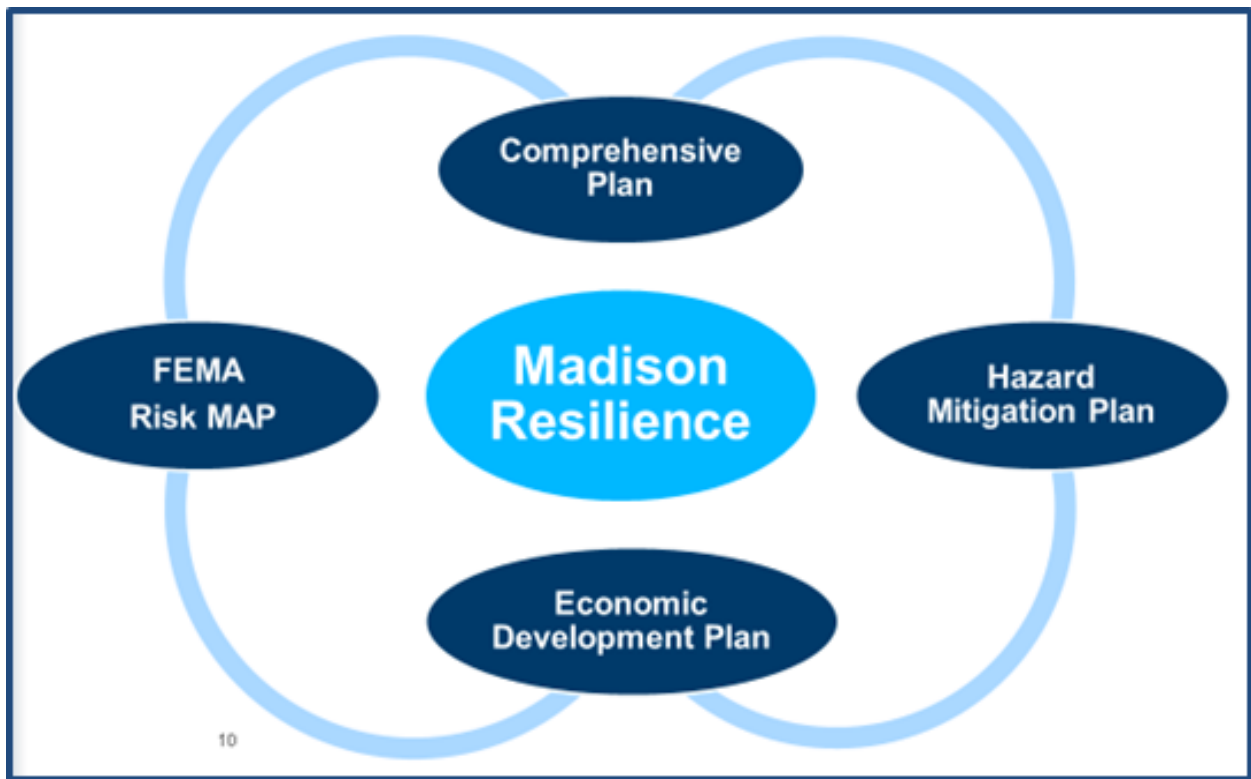 Comprehensive
Plan
FEMA
Risk MAP
Madison
Resilience
Hazard
Mitigation Plan
Economic
Development Plan
10